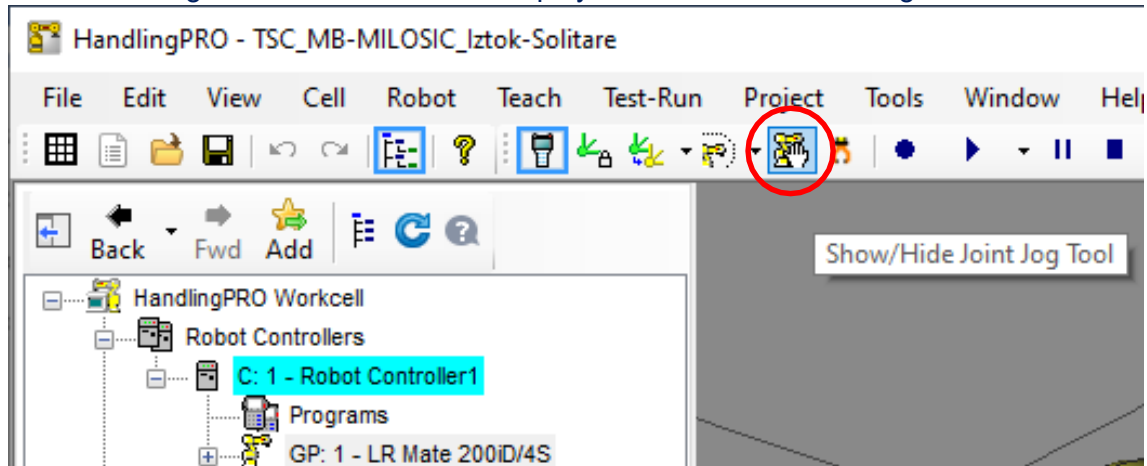 HandlingPRO - TSC_MB-MILOSIC_Iztok-Solitare
File Edit View Cell Robot Teach Test-Run Project Tools Window Help
Back Fwd Add
Show/Hide Joint Jog Tool
HandlingPRO Workcell
Robot Controllers
C: 1 - Robot Controller1
Programs
GP: 1 - LR Mate 200iD/4S